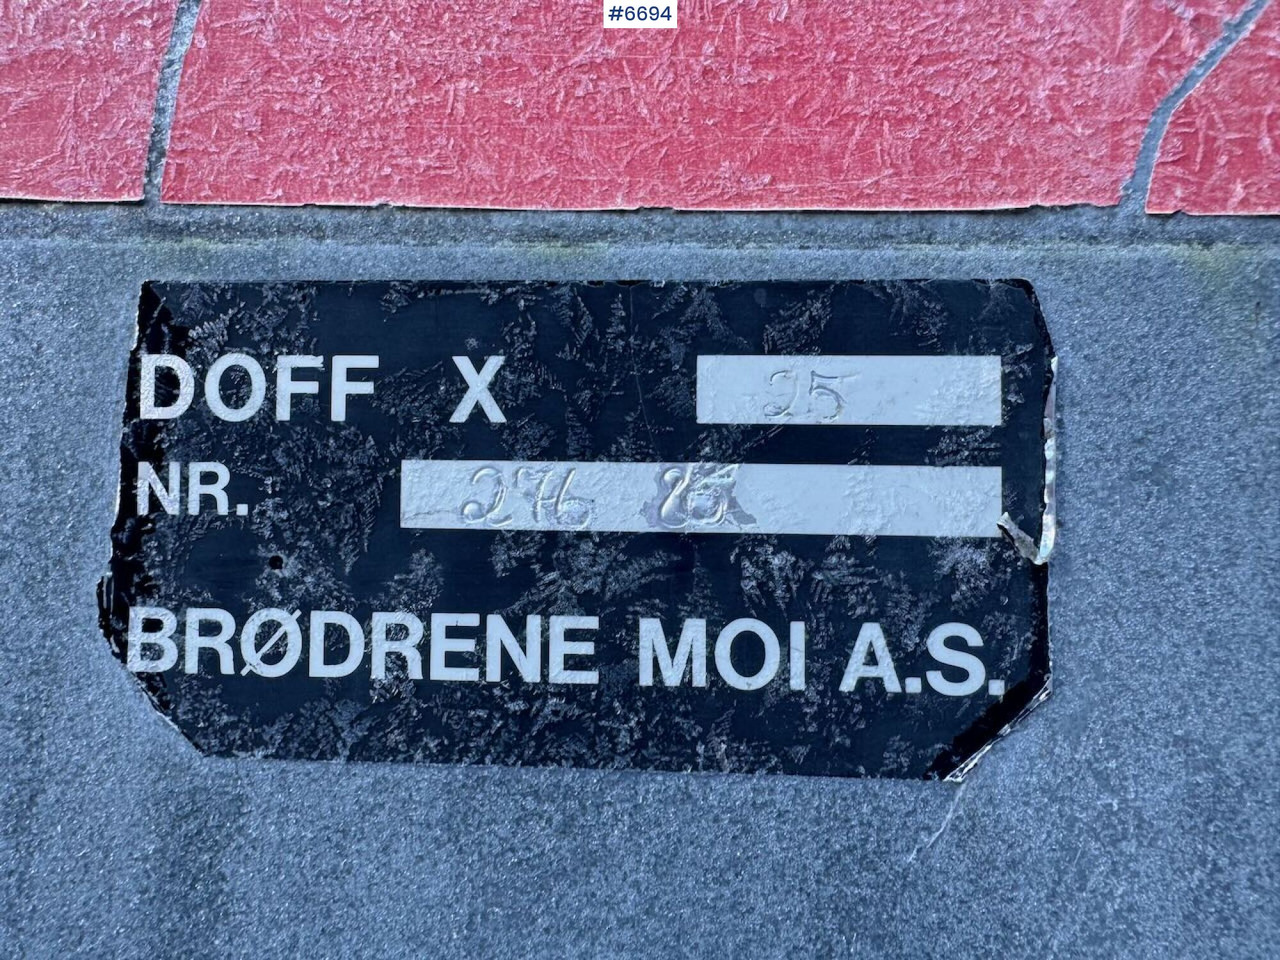 #6694
DOFF X 25
NR. 276
BRØDRENE MOI A.S.